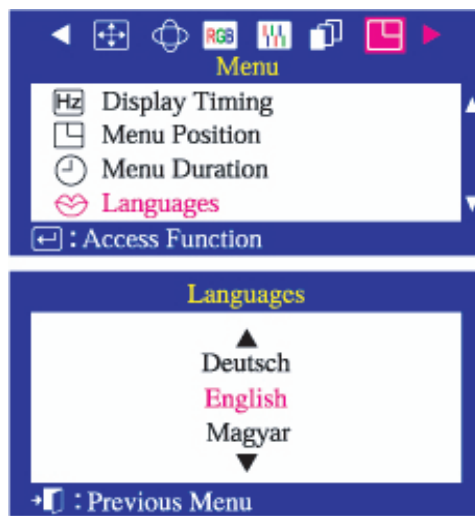 RGB
Menu
Hz Display Timing
Menu Position
Menu Duration
Languages
: Access Function
Languages
Deutsch
English
Magyar
: Previous Menu